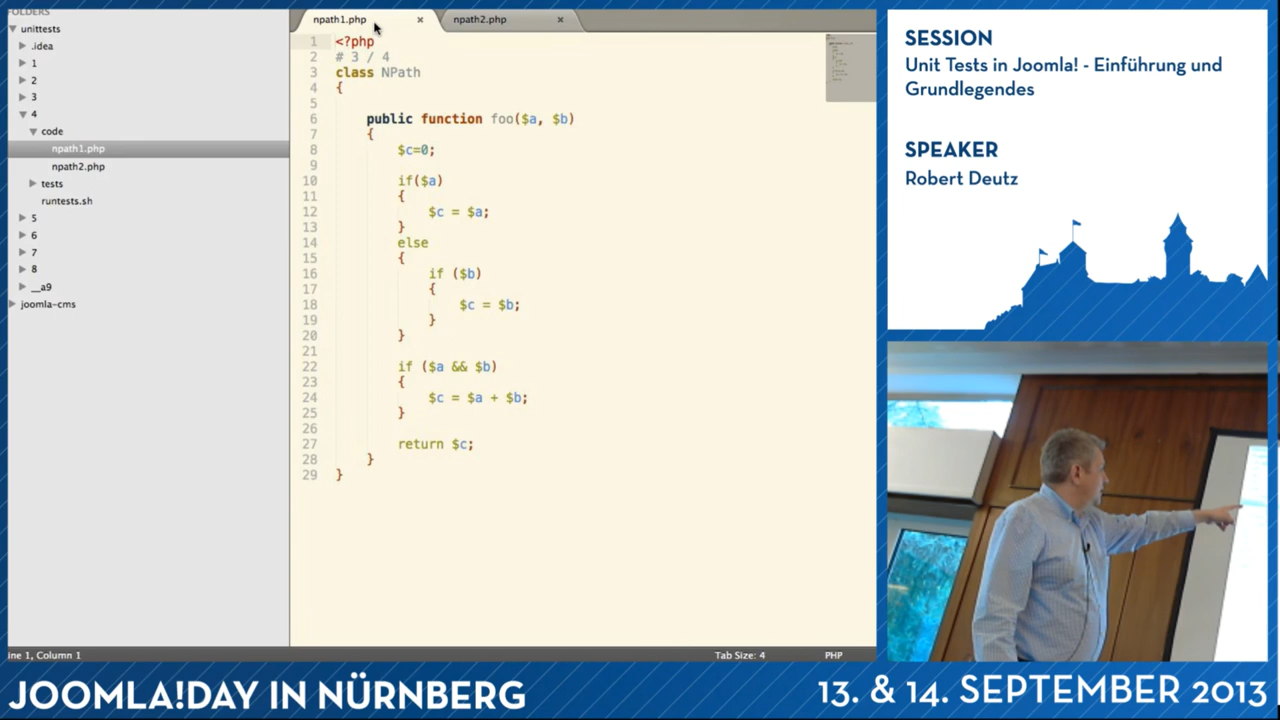 FOLDERS
unittests
.idea
1
2
3
4
code
npath1.php
npath2.php
tests
runtests.sh
5
6
7
8
__a9
joomla-cms
npath1.php ×
npath2.php ×
1 <?php
2 # 3 / 4
3 class NPath
4 {
5
6 public function foo($a, $b)
7 {
8 $c=0;
9
10 if($a)
11 {
12 $c = $a;
13 }
14 else
15 {
16 if ($b)
17 {
18 $c = $b;
19 }
20 }
21
22 if ($a && $b)
23 {
24 $c = $a + $b;
25 }
26
27 return $c;
28 }
29 }
ine 1, Column 1
Tab Size: 4
PHP
SESSION
Unit Tests in Joomla! - Einführung und
Grundlegendes
SPEAKER
Robert Deutz
JOOMLA!DAY IN NÜRNBERG
13. & 14. SEPTEMBER 2013